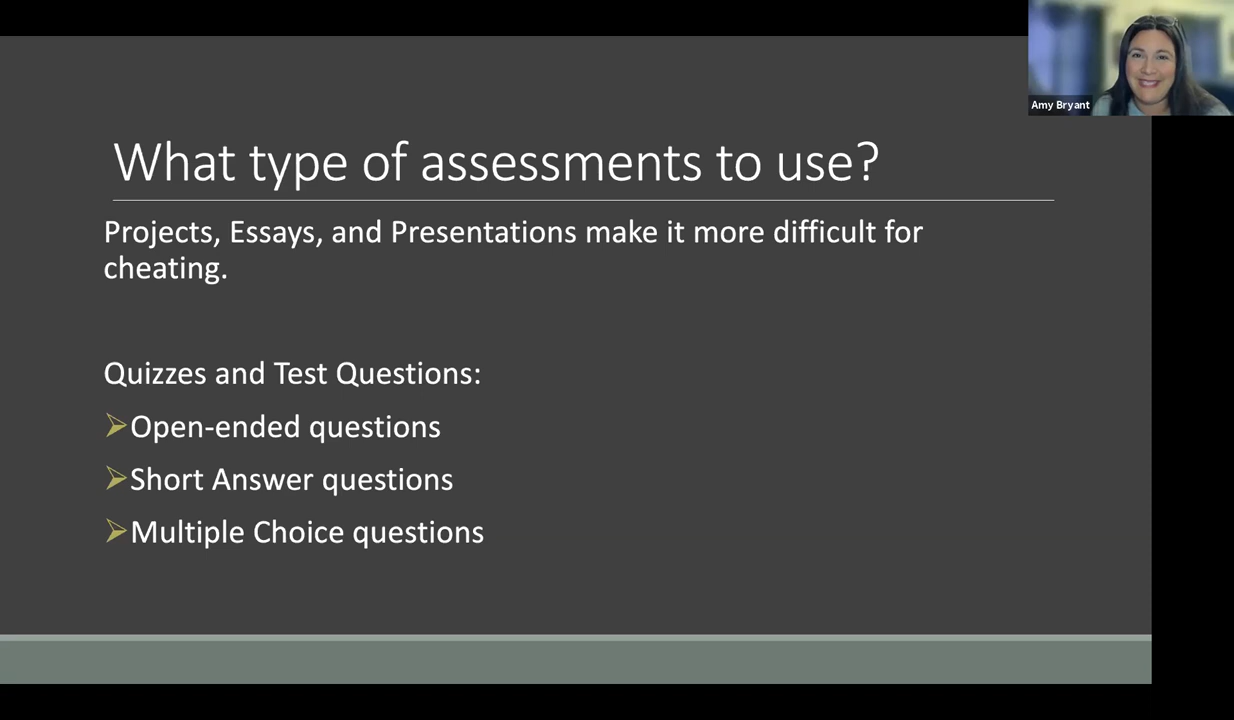 Amy Bryant
What type of assessments to use?
Projects, Essays, and Presentations make it more difficult for
cheating.
Quizzes and Test Questions:
Open-ended questions
Short Answer questions
Multiple Choice questions